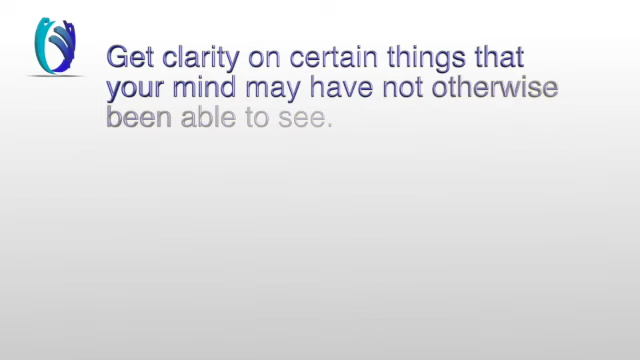 Get clarity on certain things that
your mind may have not otherwise
been able to see.